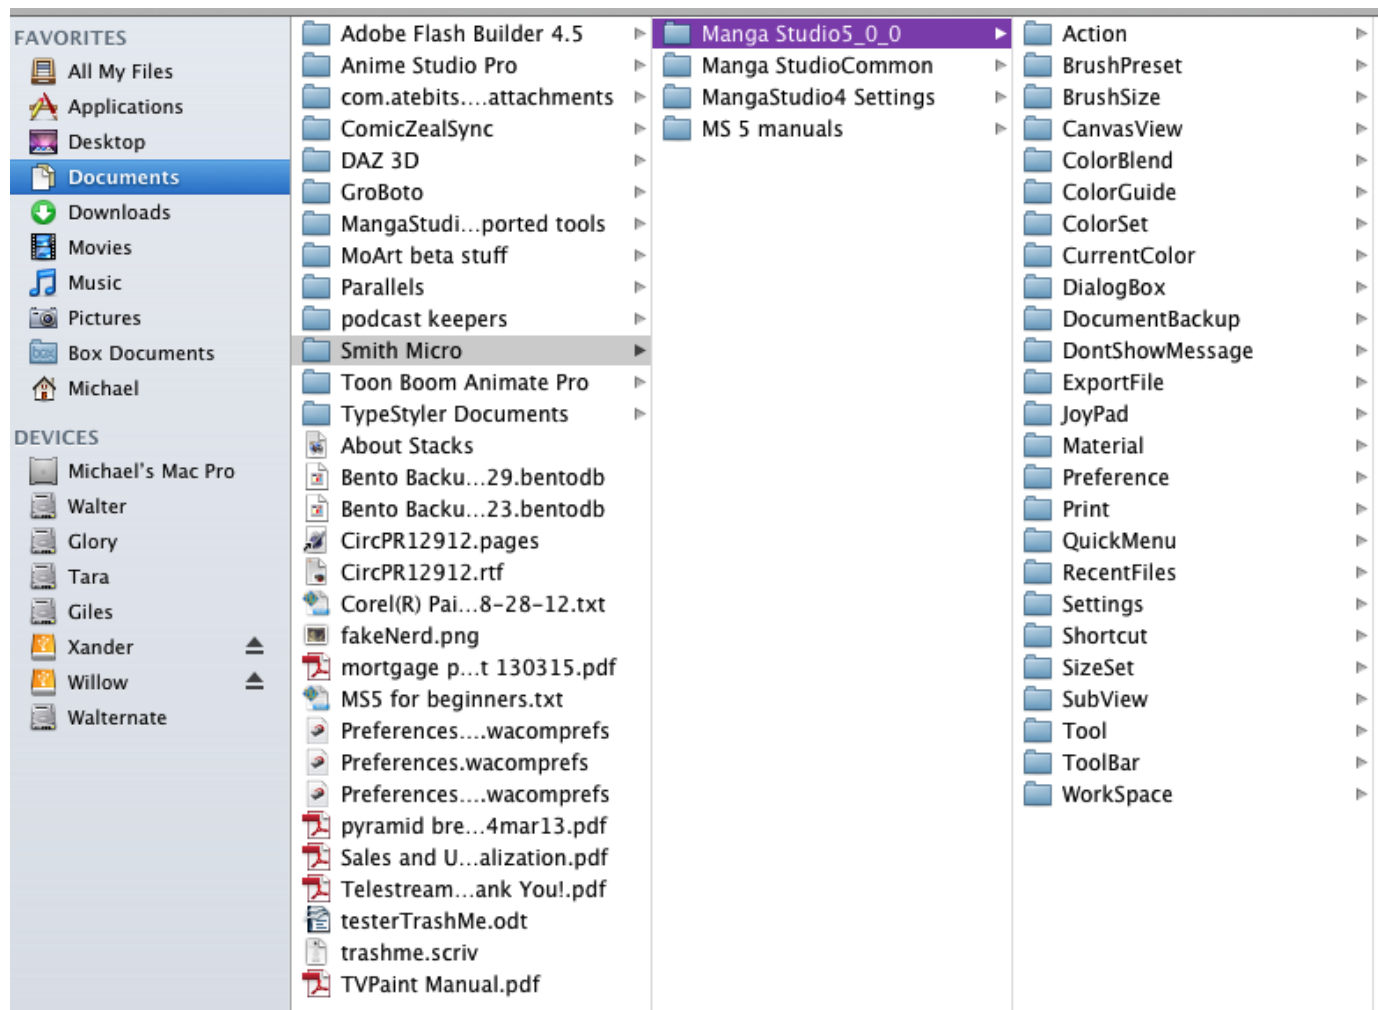 FAVORITES
All My Files
Applications
Desktop
Documents
Downloads
Movies
Music
Pictures
box
Box Documents
Michael
DEVICES
Michael's Mac Pro
Walter
Glory
Tara
Giles
Xander
Willow
Walternate
Adobe Flash Builder 4.5
Anime Studio Pro
com.atebits....attachments
ComicZealSync
DAZ 3D
GroBoto
MangaStudi...ported tools
MoArt beta stuff
Parallels
podcast keepers
Smith Micro
Toon Boom Animate Pro
TypeStyler Documents
About Stacks
Bento Backu...29.bentodb
Bento Backu...23.bentodb
CircPR12912.pages
CircPR12912.rtf
Corel(R) Pai...8-28-12.txt
fakeNerd.png
mortgage p...t 130315.pdf
MS5 for beginners.txt
Preferences....wacomprefs
Preferences.wacomprefs
Preferences....wacomprefs
pyramid bre...4mar13.pdf
Sales and U...alization.pdf
Telestream...ank You!.pdf
testerTrashMe.odt
trashme.scriv
TVPaint Manual.pdf
Manga Studio5_0_0
Manga StudioCommon
MangaStudio4 Settings
MS 5 manuals
Action
BrushPreset
BrushSize
CanvasView
ColorBlend
ColorGuide
ColorSet
CurrentColor
DialogBox
DocumentBackup
DontShowMessage
ExportFile
JoyPad
Material
Preference
Print
QuickMenu
RecentFiles
Settings
Shortcut
SizeSet
SubView
Tool
ToolBar
WorkSpace